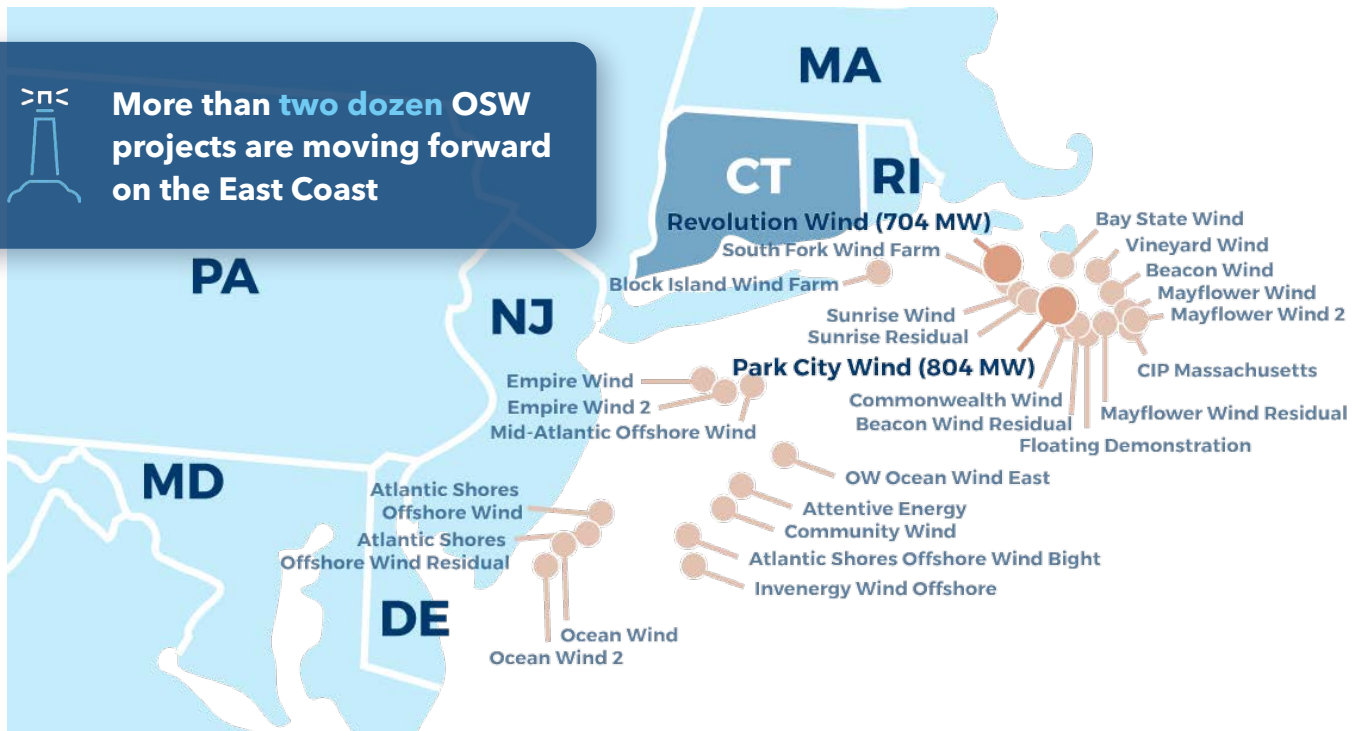 More than two dozen OSW
projects are moving forward
on the East Coast
MA
CT
RI
PA
NJ
MD
DE
Revolution Wind (704 MW)
South Fork Wind Farm
Block Island Wind Farm
Sunrise Wind
Sunrise Residual
Park City Wind (804 MW)
Bay State Wind
Vineyard Wind
Beacon Wind
Mayflower Wind
Mayflower Wind 2
CIP Massachusetts
Mayflower Wind Residual
Commonwealth Wind
Beacon Wind Residual
Floating Demonstration
Empire Wind
Empire Wind 2
Mid-Atlantic Offshore Wind
OW Ocean Wind East
Attentive Energy
Community Wind
Atlantic Shores Offshore Wind Bight
Invenergy Wind Offshore
Atlantic Shores
Offshore Wind
Atlantic Shores
Offshore Wind Residual
Ocean Wind
Ocean Wind 2